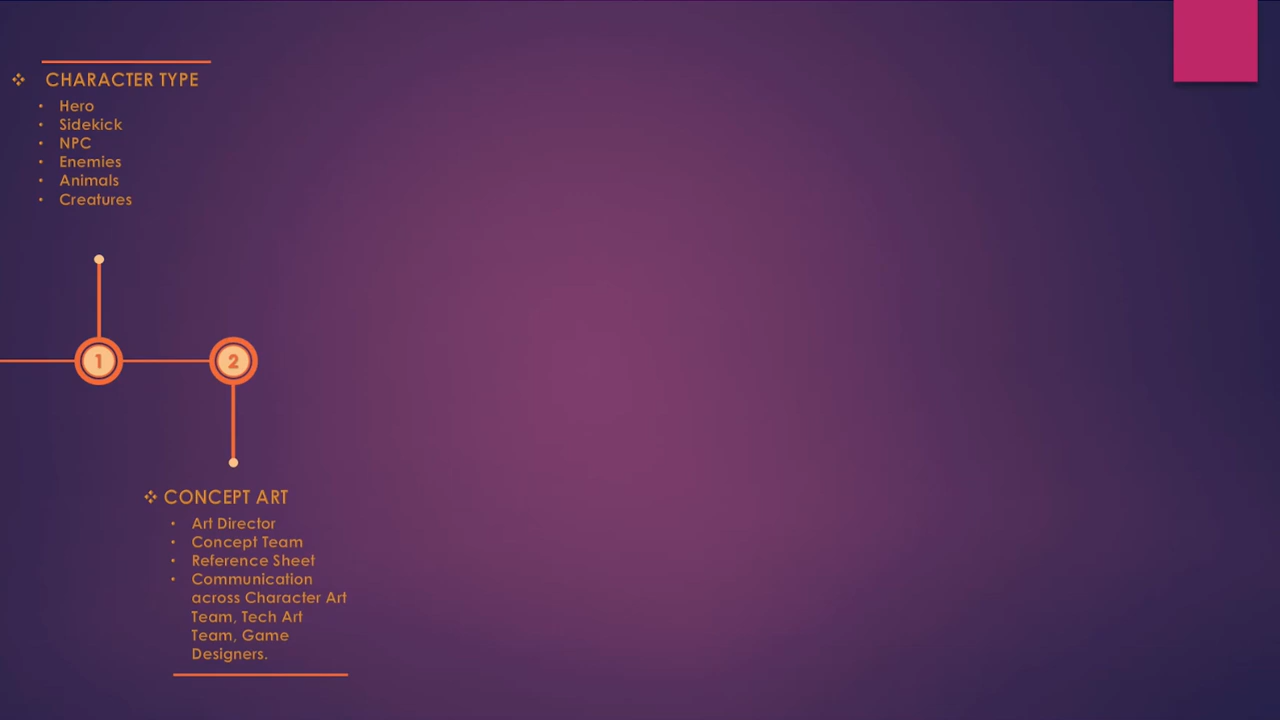 CHARACTER TYPE
Hero
Sidekick
NPC
Enemies
Animals
Creatures
1
2
CONCEPT ART
Art Director
Concept Team
Reference Sheet
Communication
across Character Art
Team, Tech Art
Team, Game
Designers.